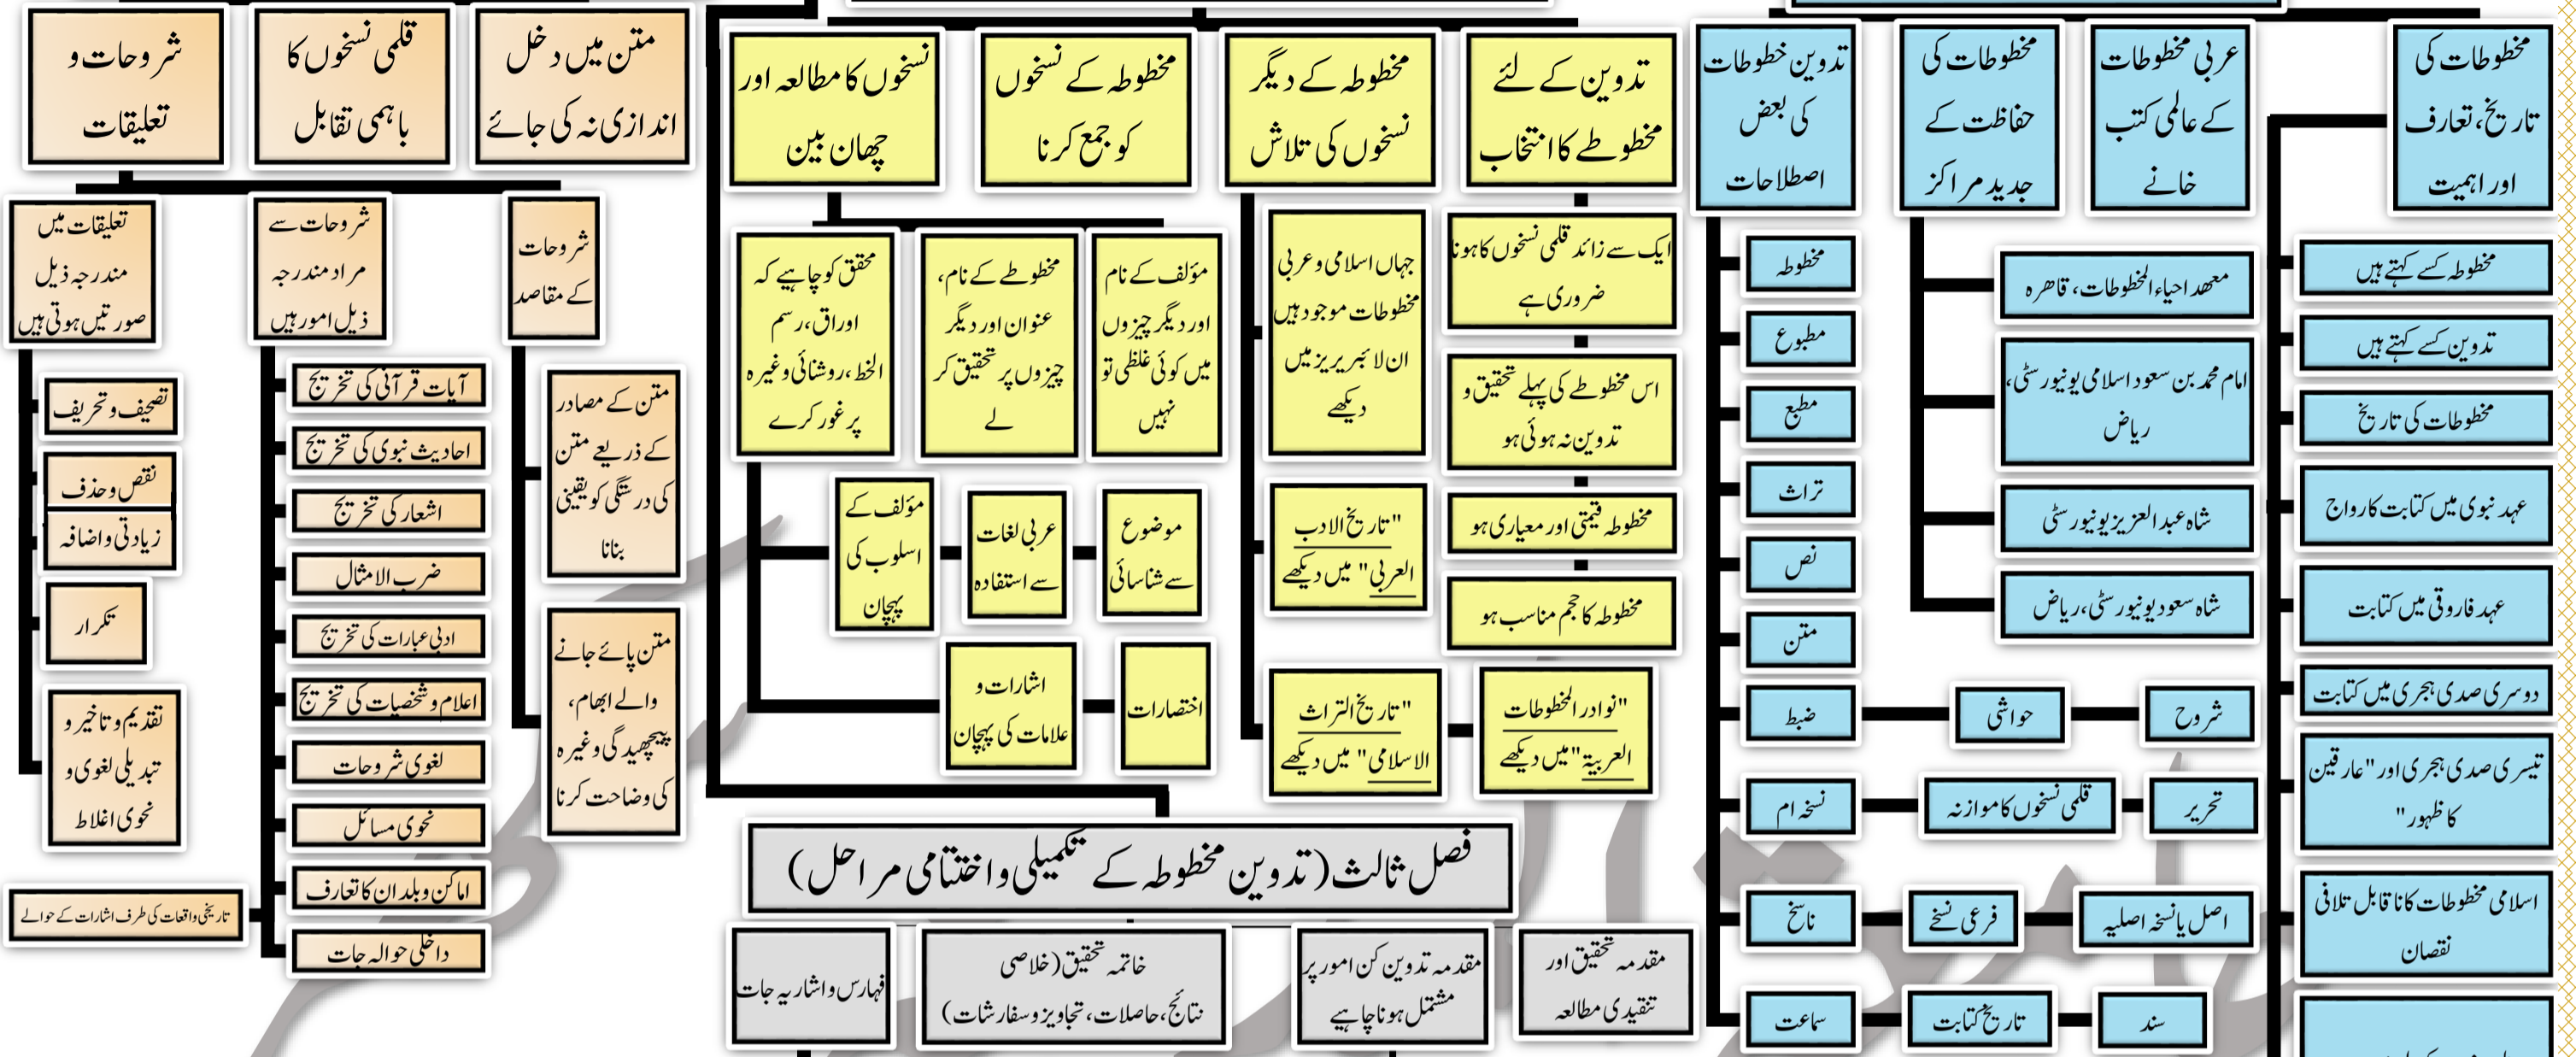 مخطوطات کی
تاریخ، تعارف
اور اہمیت
عربی مخطوطات
کے عالمی کتب
خانے
مخطوطات کی
حفاظت کے
جدید مراکز
تدوین خطوطات
کی بعض
اصطلاحات
مخطوطہ کسے کہتے ہیں
تدوین کسے کہتے ہیں
مخطوطات کی تاریخ
عہد نبوی میں کتابت کا رواج
عہد فاروقی میں کتابت
دوسری صدی ہجری میں کتابت
تیسری صدی ہجری اور "عارقین
کا ظہور"
اسلامی مخطوطات کا ناقابل تلافی
نقصان
معھد احیاء المخطوطات، قاھرہ
امام محمد بن سعود اسلامی یونیورسٹی،
ریاض
شاہ عبد العزیز یونیورسٹی
شاہ سعود یونیورسٹی، ریاض
مخطوطہ
مطبوع
مطبع
تراث
نص
متن
شروح
حواشی
ضبط
تحریر
قلمی نسخوں کا موازنہ
نسخہ ام
اصل یا نسخہ اصلیہ
فرعی نسخے
ناسخ
سند
تاریخ کتابت
سماعت
تدوین کے لئے
مخطوطے کا انتخاب
مخطوطہ کے دیگر
نسخوں کی تلاش
مخطوطہ کے نسخوں
کو جمع کرنا
نسخوں کا مطالعہ اور
چھان بین
ایک سے زائد قلمی نسخوں کا ہونا
ضروری ہے
اس مخطوطے کی پہلے تحقیق و
تدوین نہ ہوئی ہو
مخطوطہ قیمتی اور معیاری ہو
مخطوطہ کا حجم مناسب ہو
جہاں اسلامی و عربی
مخطوطات موجود ہیں
ان لائبریریز میں
دیکھے
"تاریخ الادب
العربی" میں دیکھے
"نوادر المخطوطات
العربیة" میں دیکھے
"تاریخ التراث
الاسلامی" میں دیکھے
مؤلف کے نام
اور دیگر چیزوں
میں کوئی غلطی تو
نہیں
مخطوطے کے نام،
عنوان اور دیگر
چیزوں پر تحقیق کر
لے
محقق کو چاہیے کہ
اوراق، رسم
الخط، روشنائی وغیرہ
پر غور کرے
موضوع
سے شناسائی
عربی لغات
سے استفادہ
مؤلف کے
اسلوب کی
پہچان
اختصارات
اشارات و
علامات کی پہچان
فصل ثالث (تدوین مخطوطہ کے تکمیلی و اختتامی مراحل)
مقدمہ تحقیق اور
تنقیدی مطالعہ
مقدمہ تدوین کن امور پر
مشتمل ہونا چاہیے
خاتمہ تحقیق (خلاصی
نتائج، حاصلات، تجاویز و سفارشات)
فہارس و اشاریہ جات
متن میں دخل
اندازی نہ کی جائے
قلمی نسخوں کا
باہمی تقابل
شروحات و
تعلیقات
شروحات
کے مقاصد
شروحات سے
مراد مندرجہ
ذیل امور ہیں
تعلیقات میں
مندرجہ ذیل
صورتیں ہوتی ہیں
متن کے مصادر
کے ذریعے متن
کی درستگی کو یقینی
بنانا
متن پائے جانے
والے ابھام،
پیچھیدگی وغیرہ
کی وضاحت کرنا
آیات قرآنی کی تخریج
احادیث نبوی کی تخریج
اشعار کی تخریج
ضرب الامثال
ادبی عبارات کی تخریج
اعلام و شخصیات کی تخریج
لغوی شروحات
نحوی مسائل
اماکن و بلدان کا تعارف
تاریخی واقعات کی طرف اشارات کے حوالے
داخلی حوالہ جات
تصحیف و تحریف
نقص و حذف
زیادتی و اضافہ
تکرار
تقدیم و تاخیر و
تبدیلی لغوی و
نحوی اغلاط